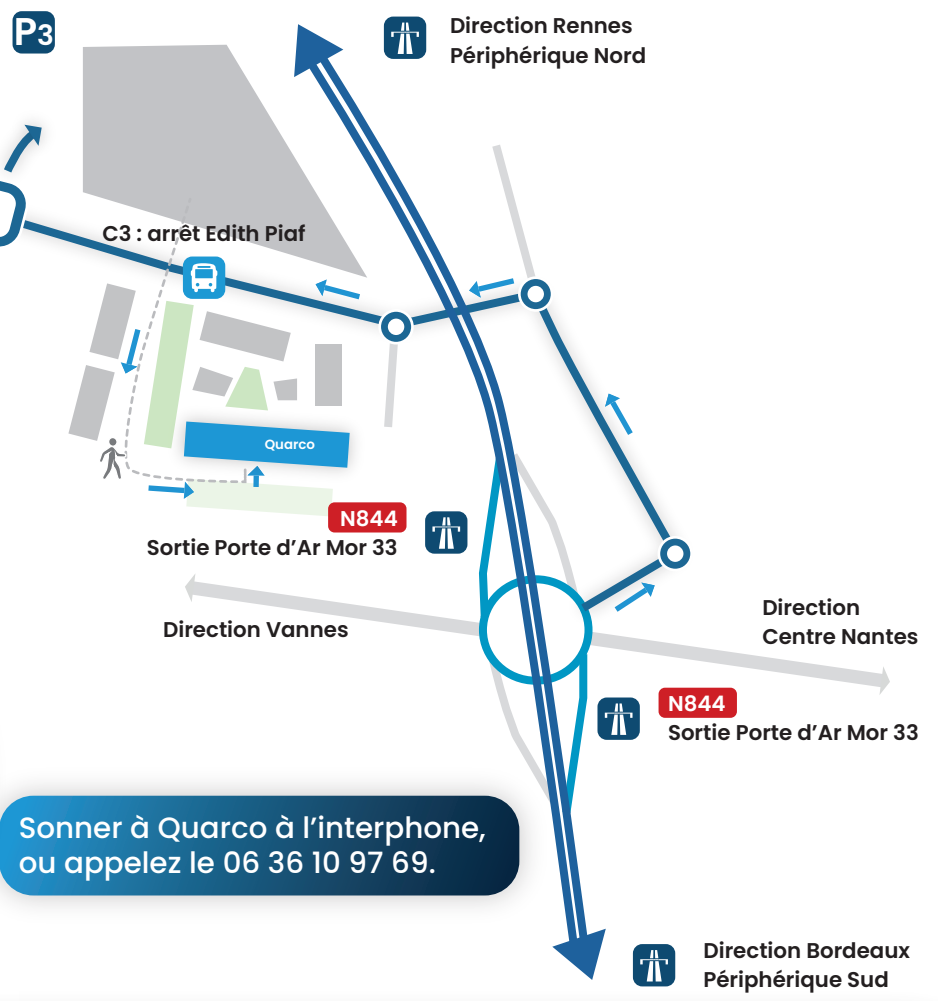 P3
Direction Rennes
Périphérique Nord
C3 : arrêt Edith Piaf
Quarco
N844
Sortie Porte d'Ar Mor 33
Direction Vannes
Direction
Centre Nantes
N844
Sortie Porte d'Ar Mor 33
Sonner à Quarco à l'interphone,
ou appelez le 06 36 10 97 69.
Direction Bordeaux
Périphérique Sud